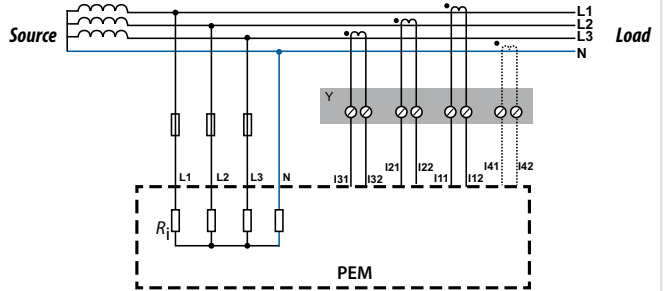 L1
L2
Source
L3
Load
N
Y
L1
L2
L3
N
I31
I32
I21
I22
I11
I12
I41
I42
Ri
PEM